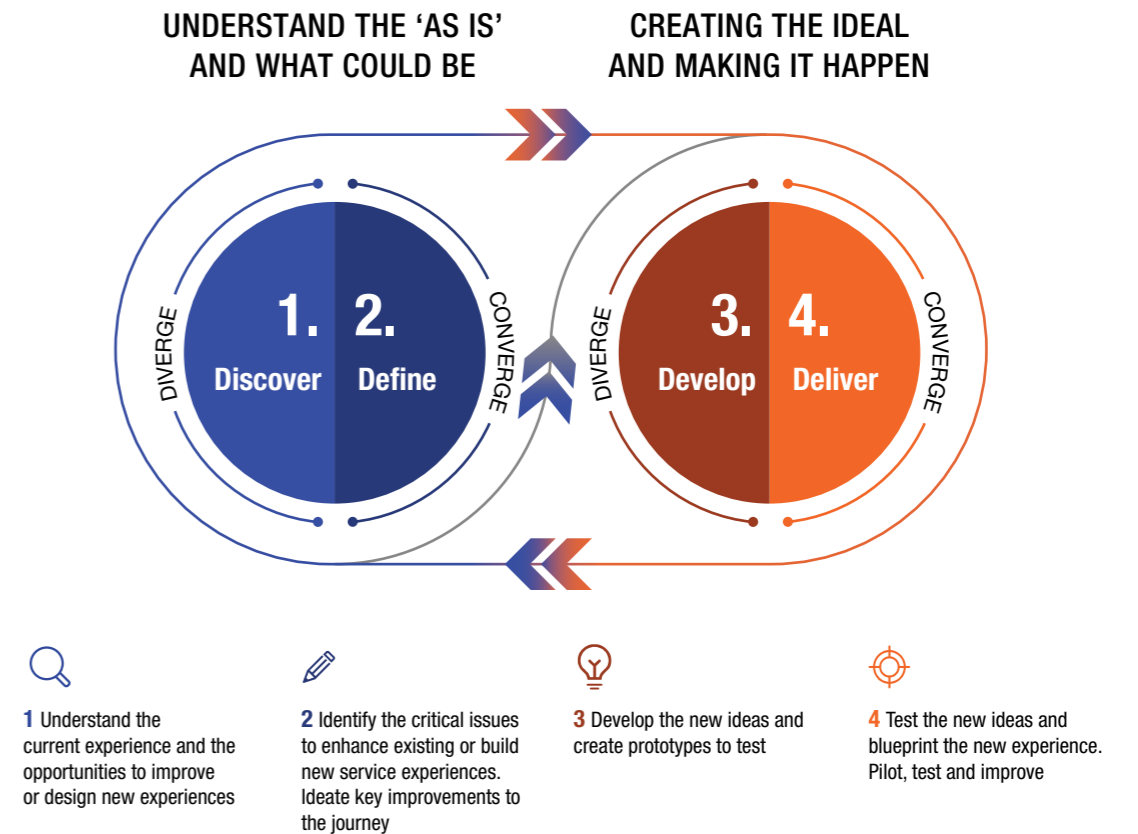 UNDERSTAND THE ‘AS IS’
AND WHAT COULD BE
CREATING THE IDEAL
AND MAKING IT HAPPEN
DIVERGE
1.
Discover
2.
Define
CONVERGE
DIVERGE
3.
Develop
4.
Deliver
CONVERGE
1 Understand the
current experience and the
opportunities to improve
or design new experiences
2 Identify the critical issues
to enhance existing or build
new service experiences.
Ideate key improvements to
the journey
3 Develop the new ideas and
create prototypes to test
4 Test the new ideas and
blueprint the new experience.
Pilot, test and improve